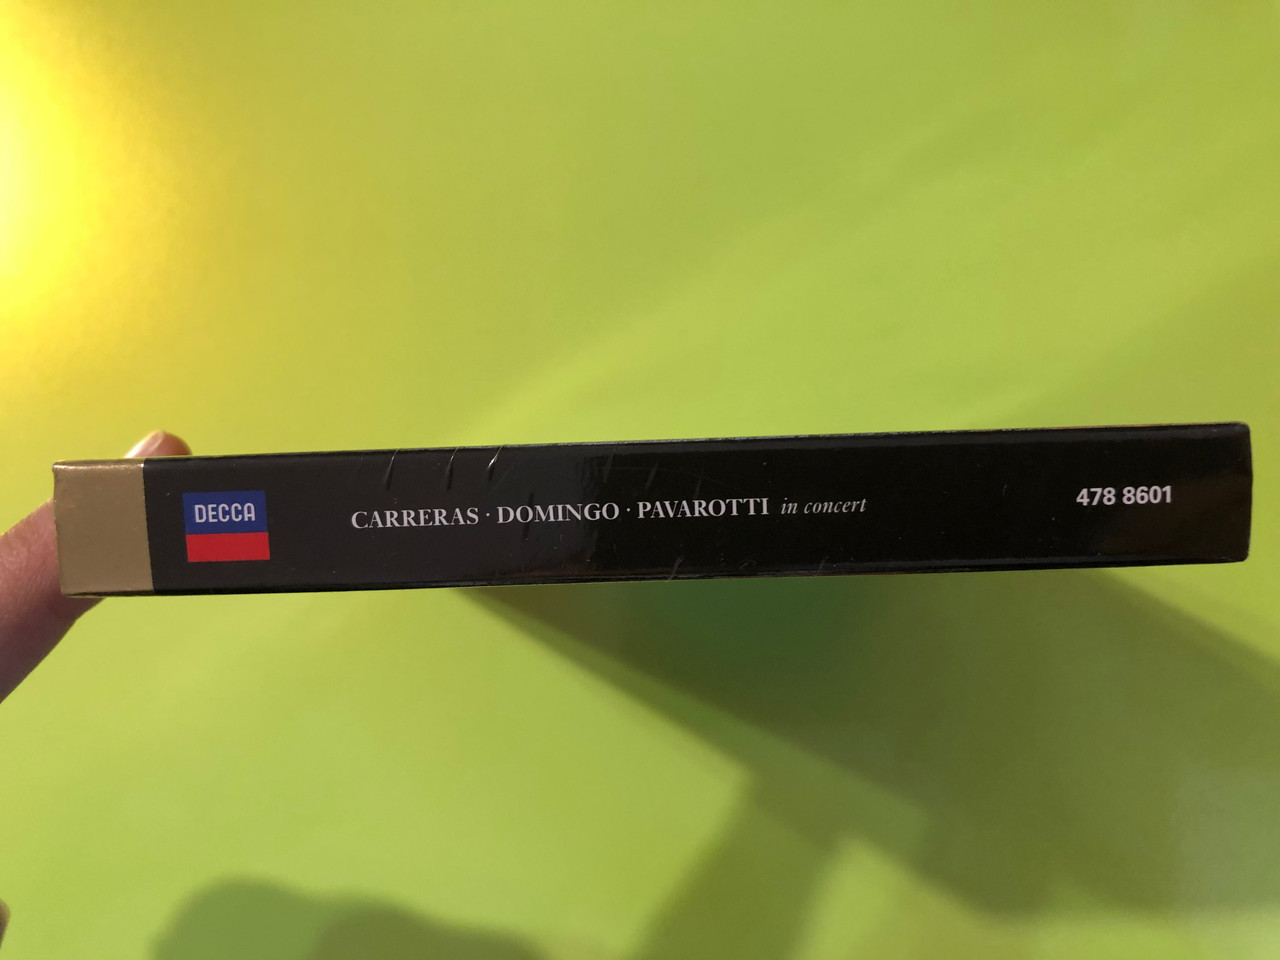 DECCA
CARRERAS · DOMINGO · PAVAROTTI in concert
478 8601